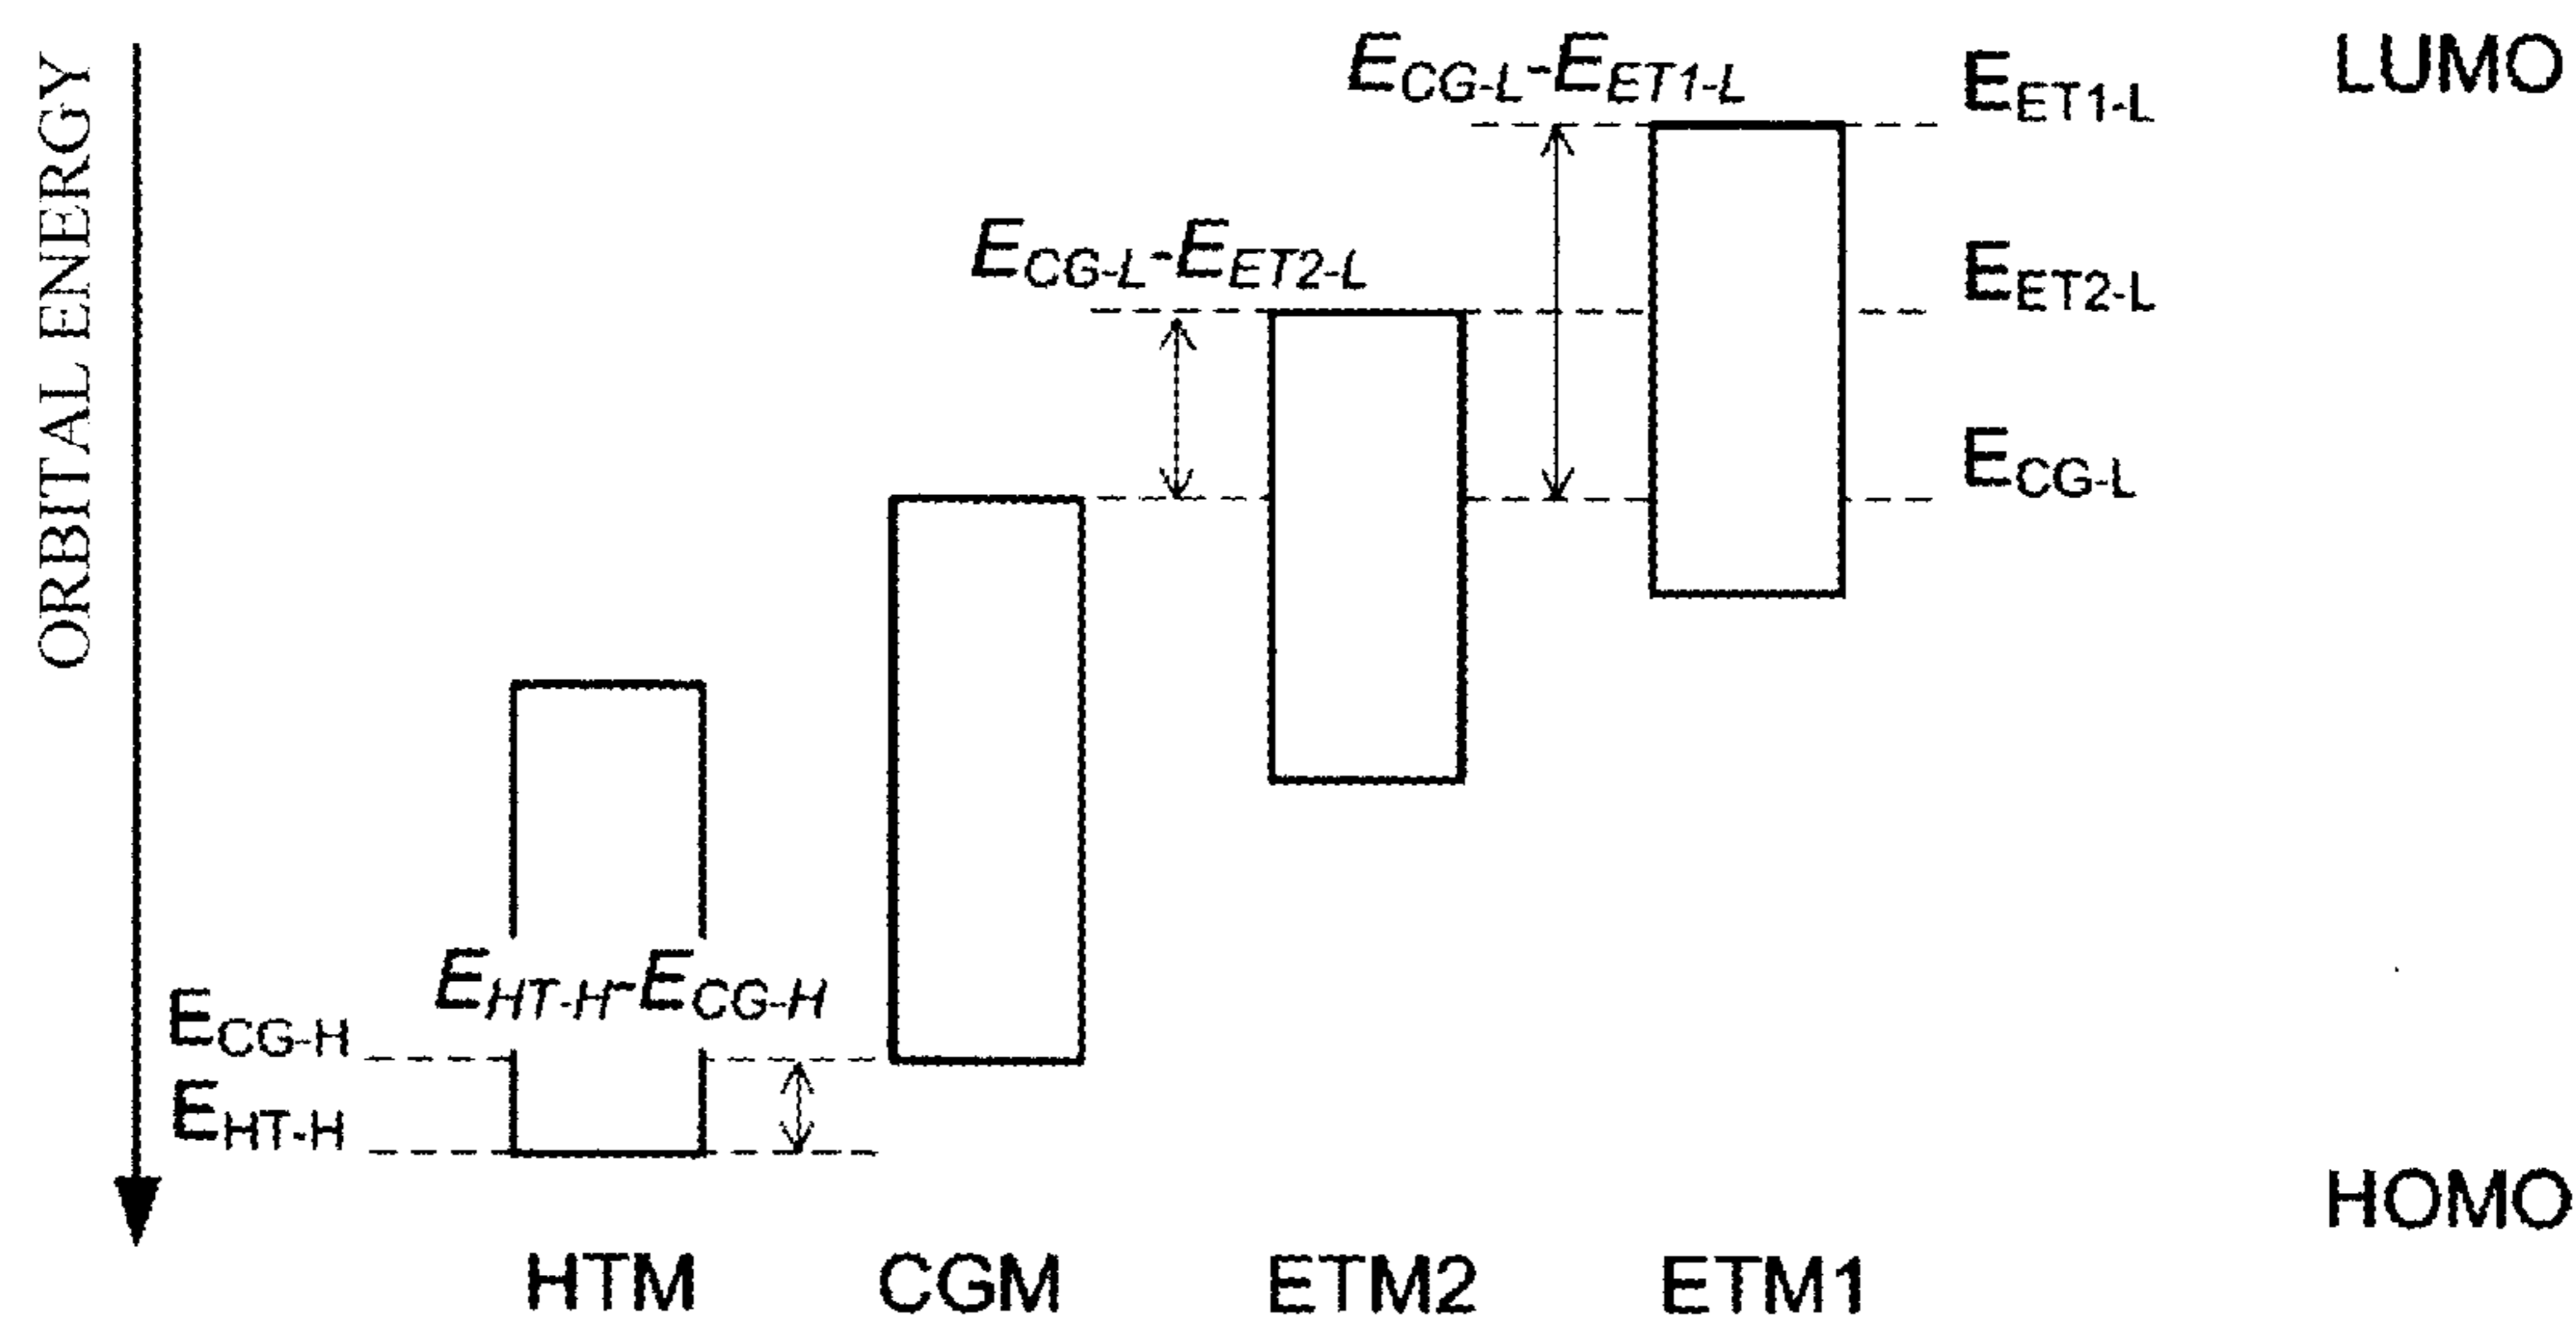 ORBITAL ENERGY
LUMO
E_CG-L-E_ET1-L
E_ET1-L
E_CG-L-E_ET2-L
E_ET2-L
E_CG-L
E_HT-H-E_CG-H
E_CG-H
E_HT-H
HOMO
HTM CGM ETM2 ETM1